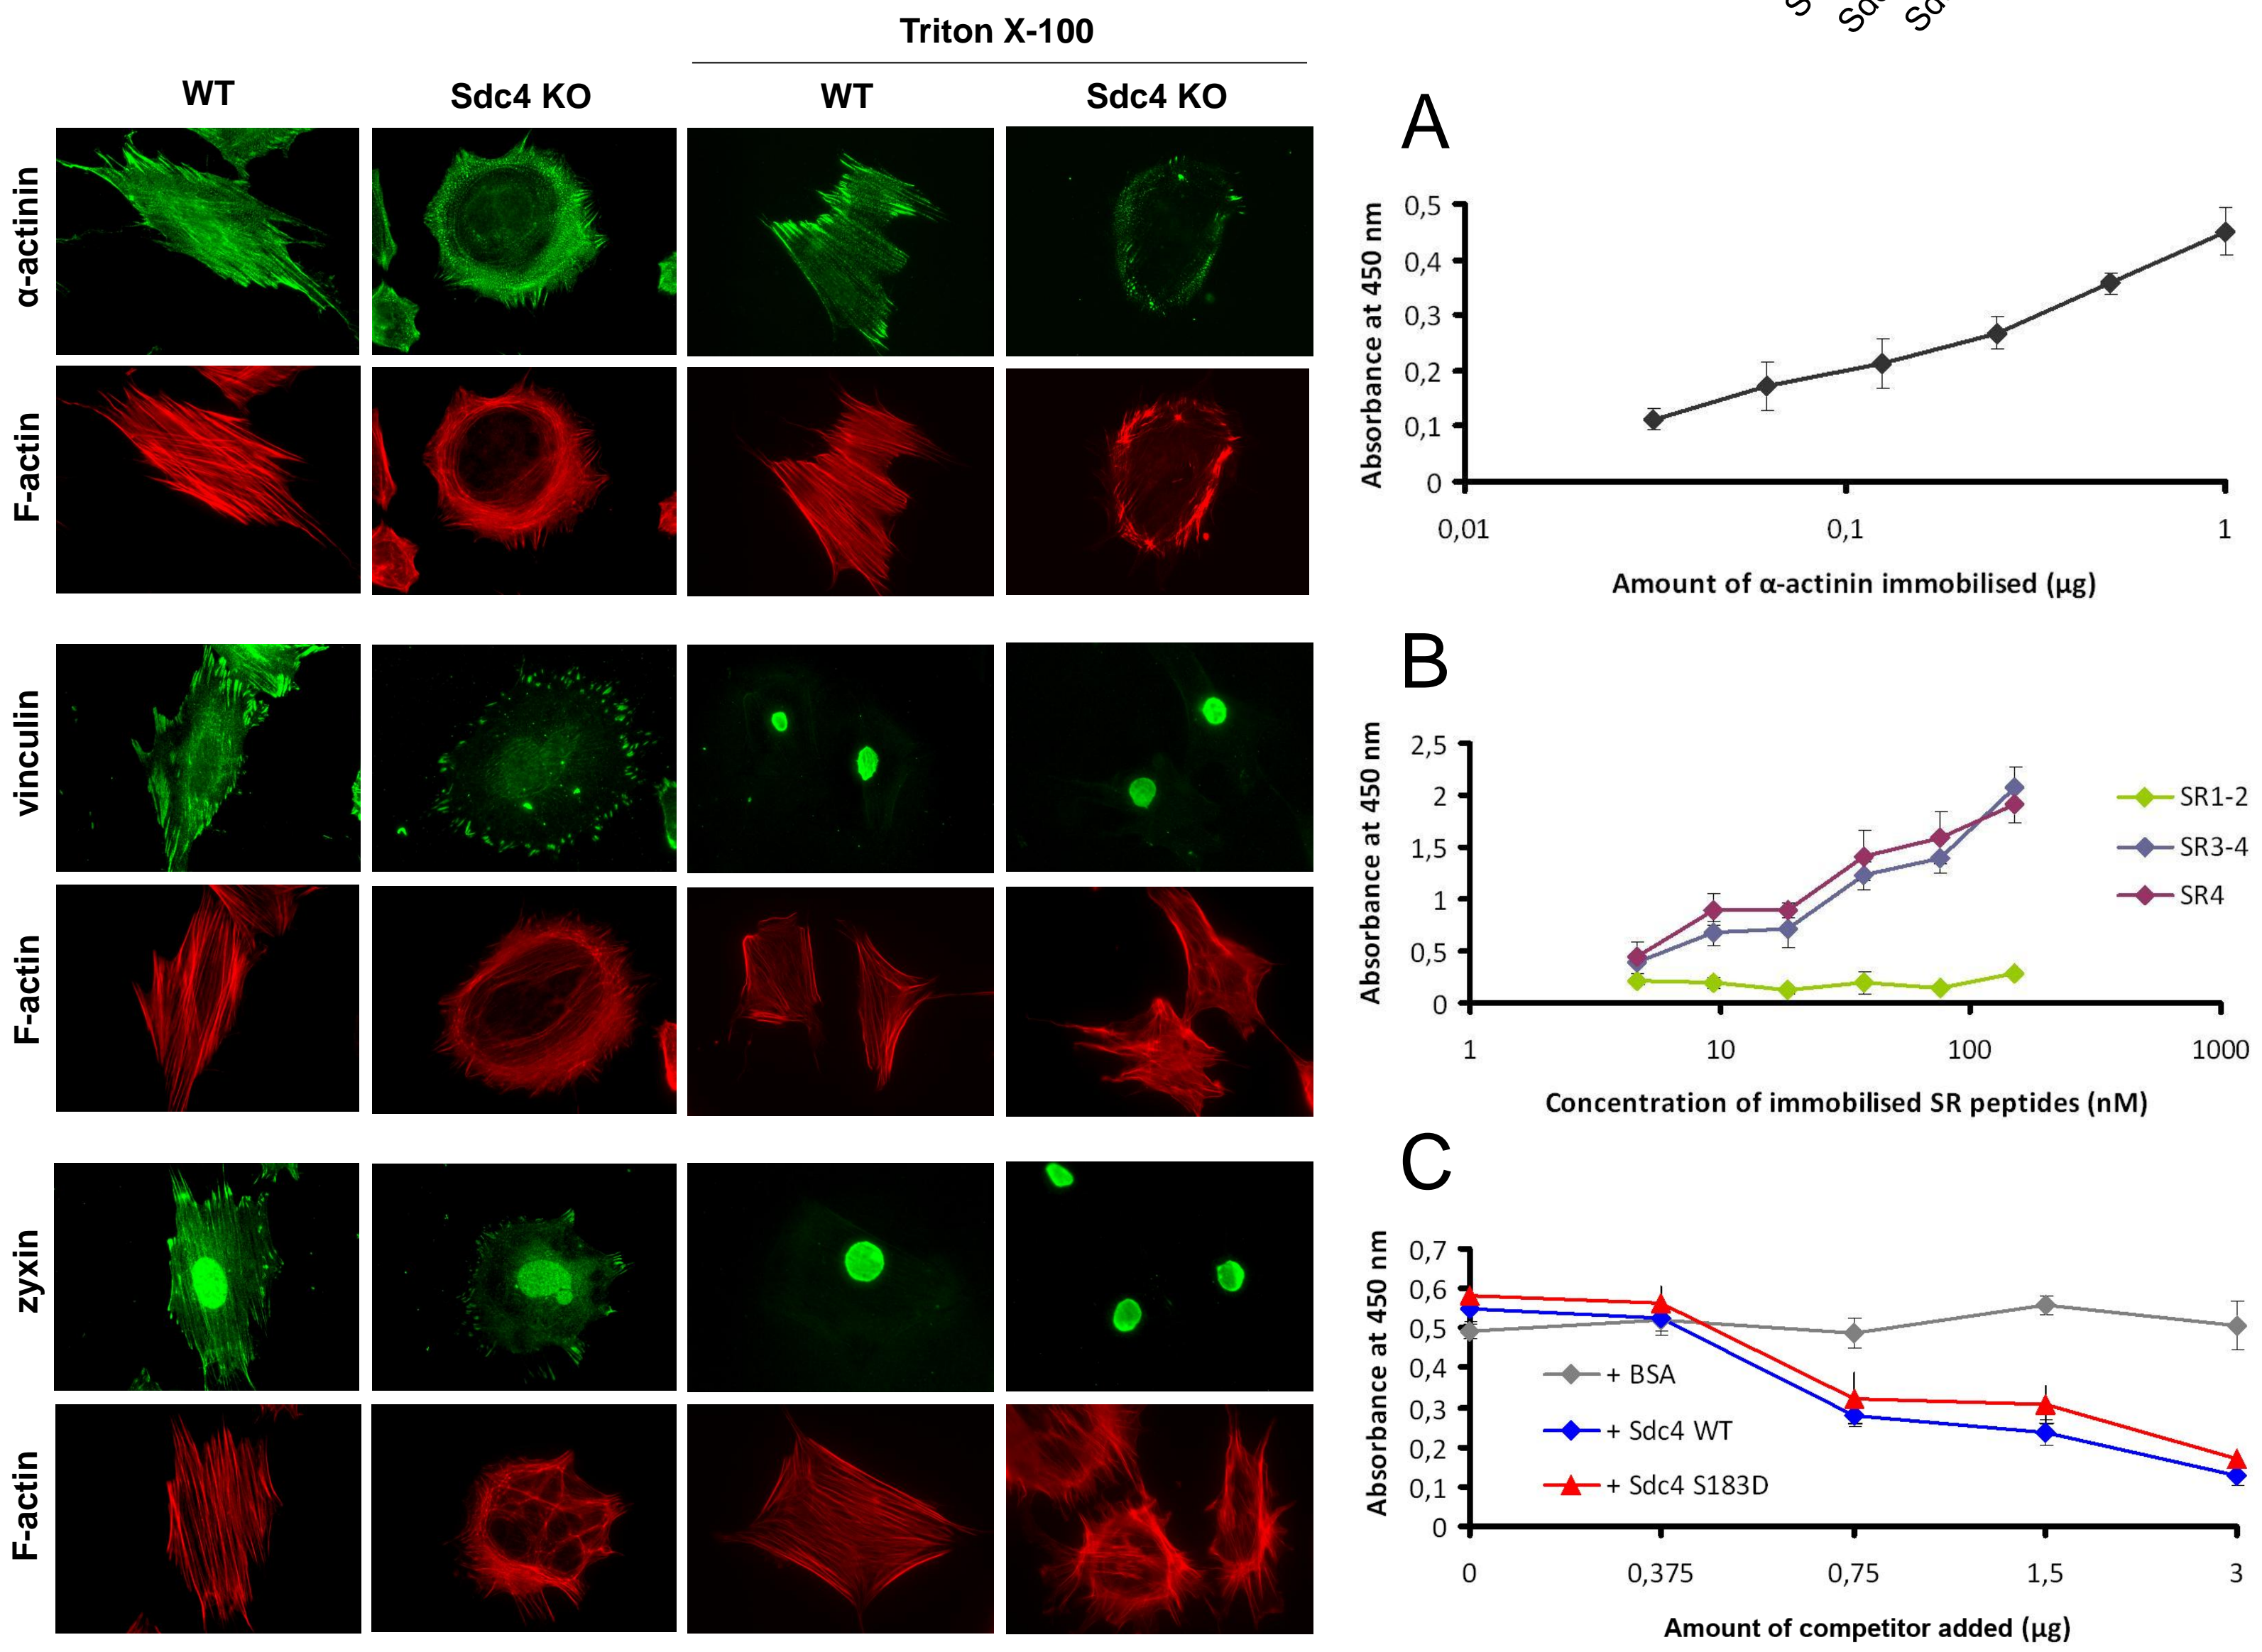 Triton X-100
WT
Sdc4 KO
WT
Sdc4 KO
α-actinin
F-actin
vinculin
F-actin
zyxin
F-actin
A
Absorbance at 450 nm
0,5
0,4
0,3
0,2
0,1
0
0,01
0,1
1
Amount of α-actinin immobilised (µg)
B
Absorbance at 450 nm
2,5
2
1,5
1
0,5
0
1
10
100
1000
SR1-2
SR3-4
SR4
Concentration of immobilised SR peptides (nM)
C
Absorbance at 450 nm
0,7
0,6
0,5
0,4
0,3
0,2
0,1
0
+ BSA
+ Sdc4 WT
+ Sdc4 S183D
0
0,375
0,75
1,5
3
Amount of competitor added (µg)